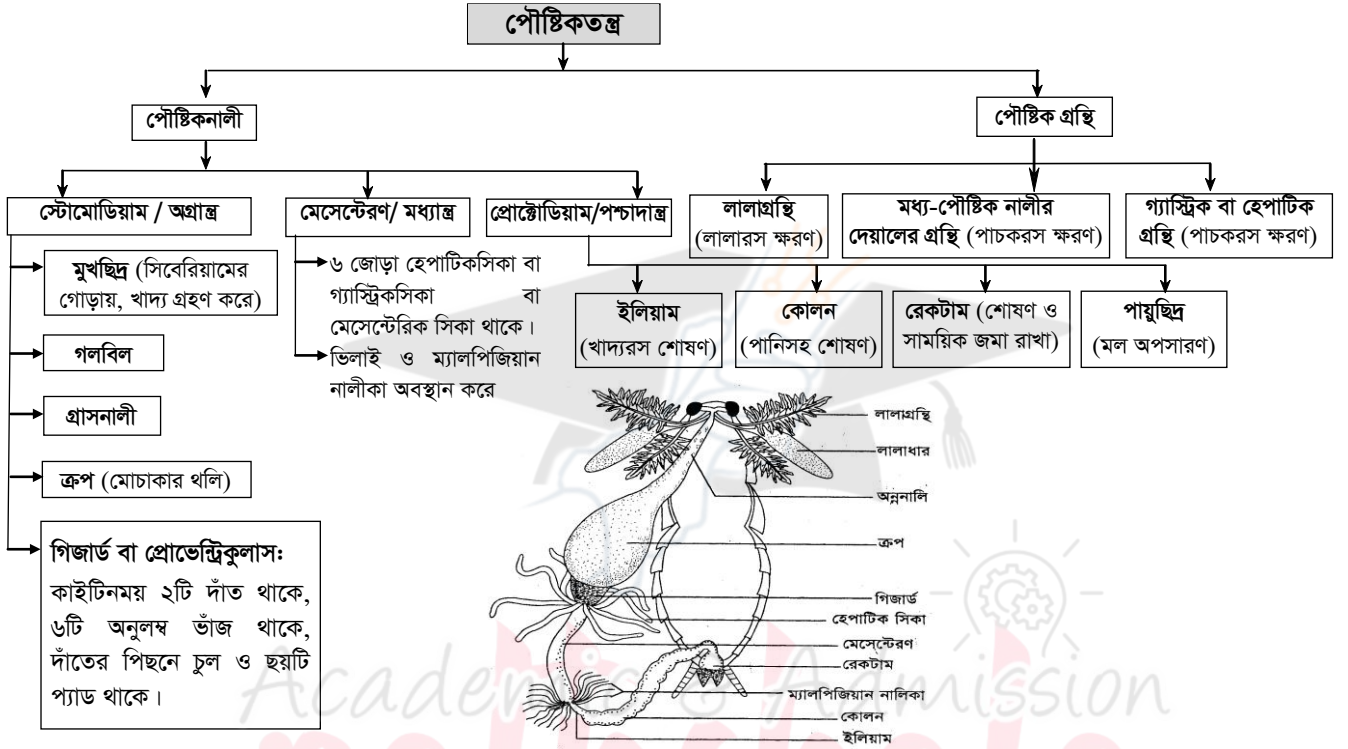 পৌষ্টিকতন্ত্র
পৌষ্টিকনালী
পৌষ্টিক গ্রন্থি
স্টোমোডিয়াম / অগ্রান্ত্র
মেসেন্টেরণ/ মধ্যান্ত্র
প্রোক্টোডিয়াম/পশ্চাদান্ত্র
লালাগ্রন্থি
(লালারস ক্ষরণ)
মধ্য-পৌষ্টিক নালীর
দেয়ালের গ্রন্থি (পাচকরস ক্ষরণ)
গ্যাস্ট্রিক বা হেপাটিক
গ্রন্থি (পাচকরস ক্ষরণ)
মুখছিদ্র (সিবেরিয়ামের
গোড়ায়, খাদ্য গ্রহণ করে)
গলবিল
গ্রাসনালী
ক্রপ (মোচাকার থলি)
গিজার্ড বা প্রোভেন্ট্রিকুলাস:
কাইটিনময় ২টি দাঁত থাকে,
৬টি অনুলম্ব ভাঁজ থাকে,
দাঁতের পিছনে চুল ও ছয়টি
প্যাড থাকে।
৬ জোড়া হেপাটিকসিকা বা
গ্যাস্ট্রিকসিকা বা
মেসেন্টেরিক সিকা থাকে।
ভিলাই ও ম্যালপিজিয়ান
নালীকা অবস্থান করে
ইলিয়াম
(খাদ্যরস শোষণ)
কোলন
(পানিসহ শোষণ)
রেকটাম (শোষণ ও
সাময়িক জমা রাখা)
পায়ুছিদ্র
(মল অপসারণ)
লালাগ্রন্থি
লালাধার
অন্ননালি
ক্রপ
গিজার্ড
হেপাটিক সিকা
মেসেন্টেরণ
রেকটাম
ম্যালপিজিয়ান নালিকা
কোলন
ইলিয়াম
Academic & Admission